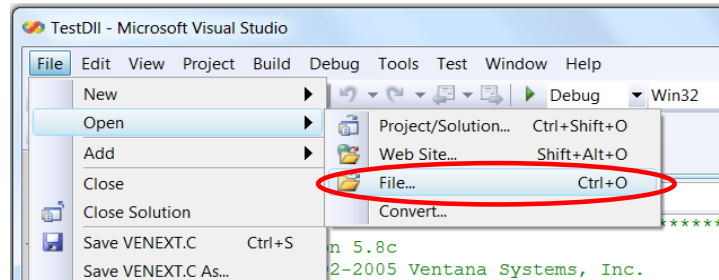 TestDll - Microsoft Visual Studio
File Edit View Project Build Debug Tools Test Window Help
New Debug Win32
Open Project/Solution... Ctrl+Shift+O
Add Web Site... Shift+Alt+O
Close File... Ctrl+O
Close Solution Convert... ****
Save VENEXT.C Ctrl+S n 5.8c
Save VENEXT.C As... 2-2005 Ventana Systems, Inc.